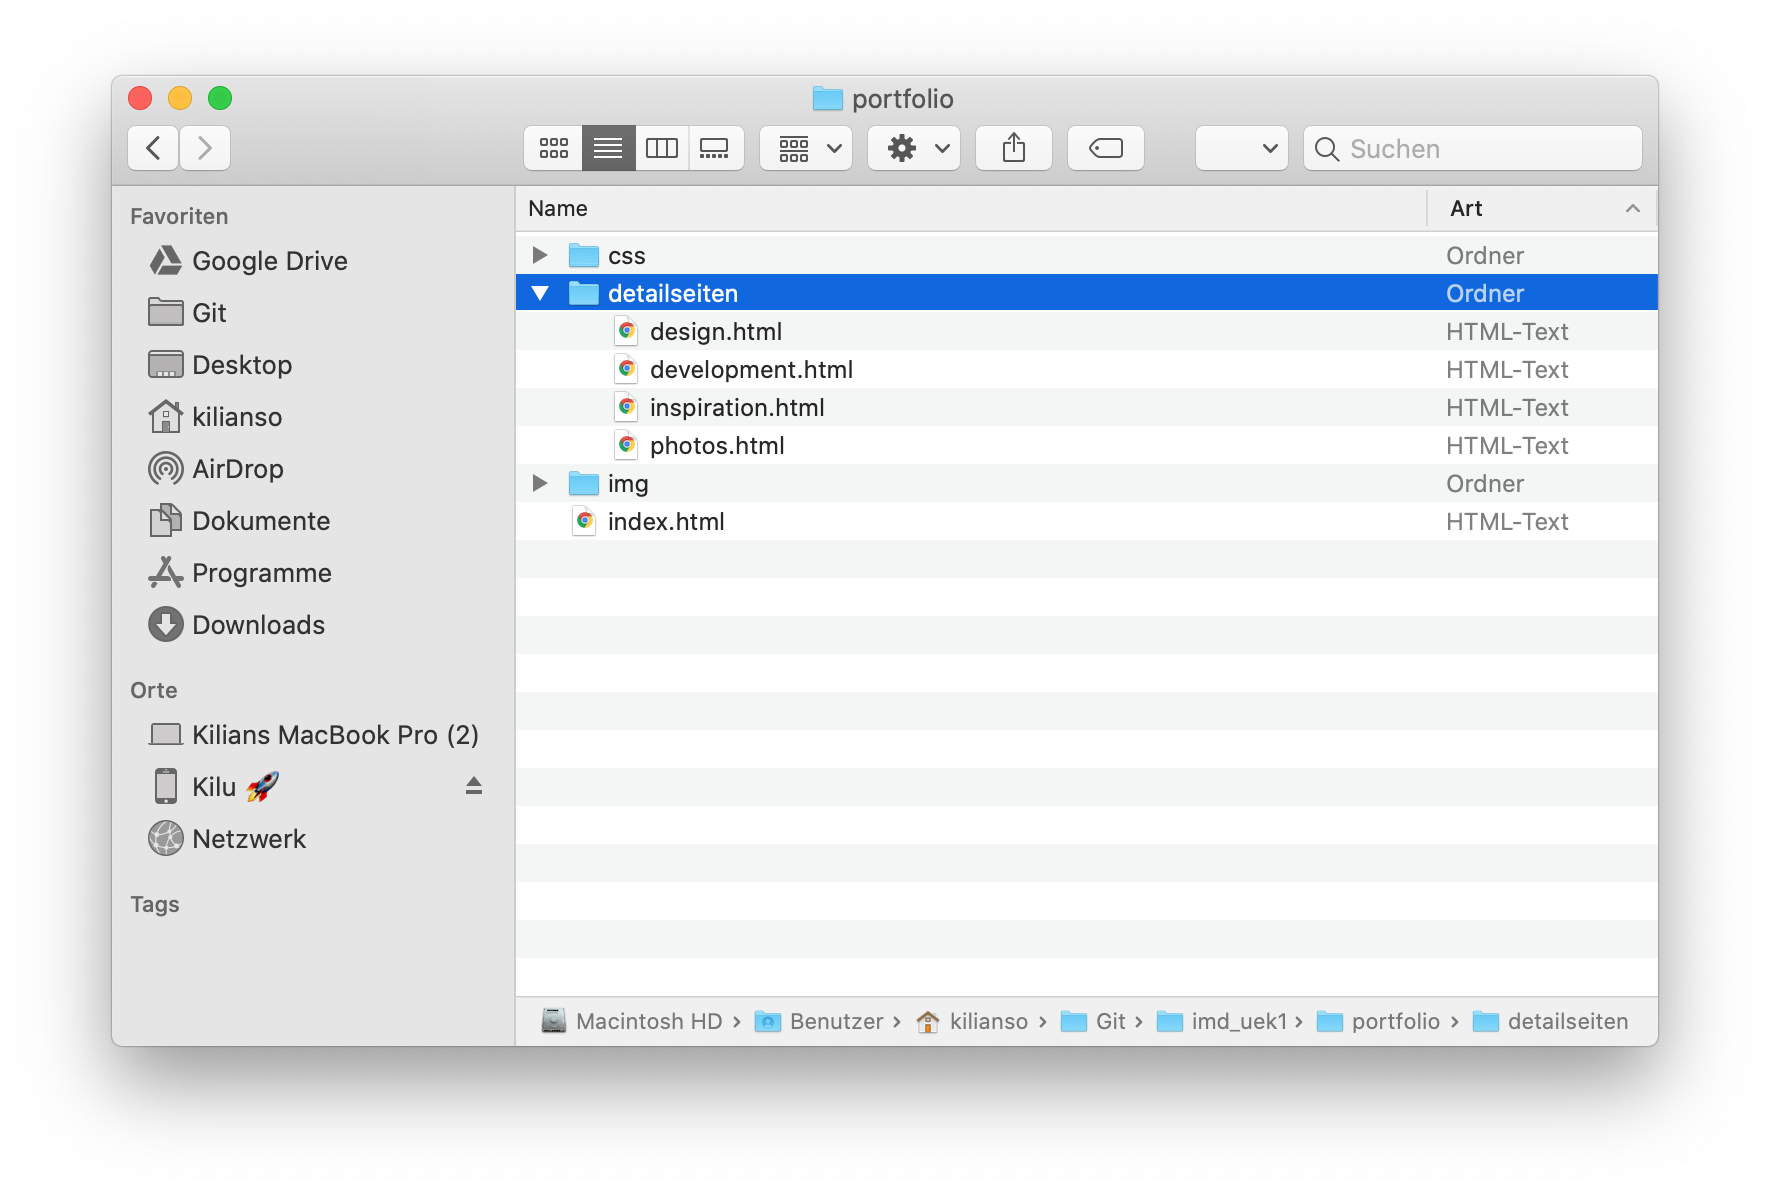 portfolio
Suchen
Favoriten
Google Drive
Git
Desktop
kilianso
AirDrop
Dokumente
Programme
Downloads
Orte
Kilians MacBook Pro (2)
Kilu 🚀
Netzwerk
Tags
Name Art
css Ordner
detailseiten Ordner
design.html HTML-Text
development.html HTML-Text
inspiration.html HTML-Text
photos.html HTML-Text
img Ordner
index.html HTML-Text
Macintosh HD › Benutzer › kilianso › Git › imd_uek1 › portfolio › detailseiten